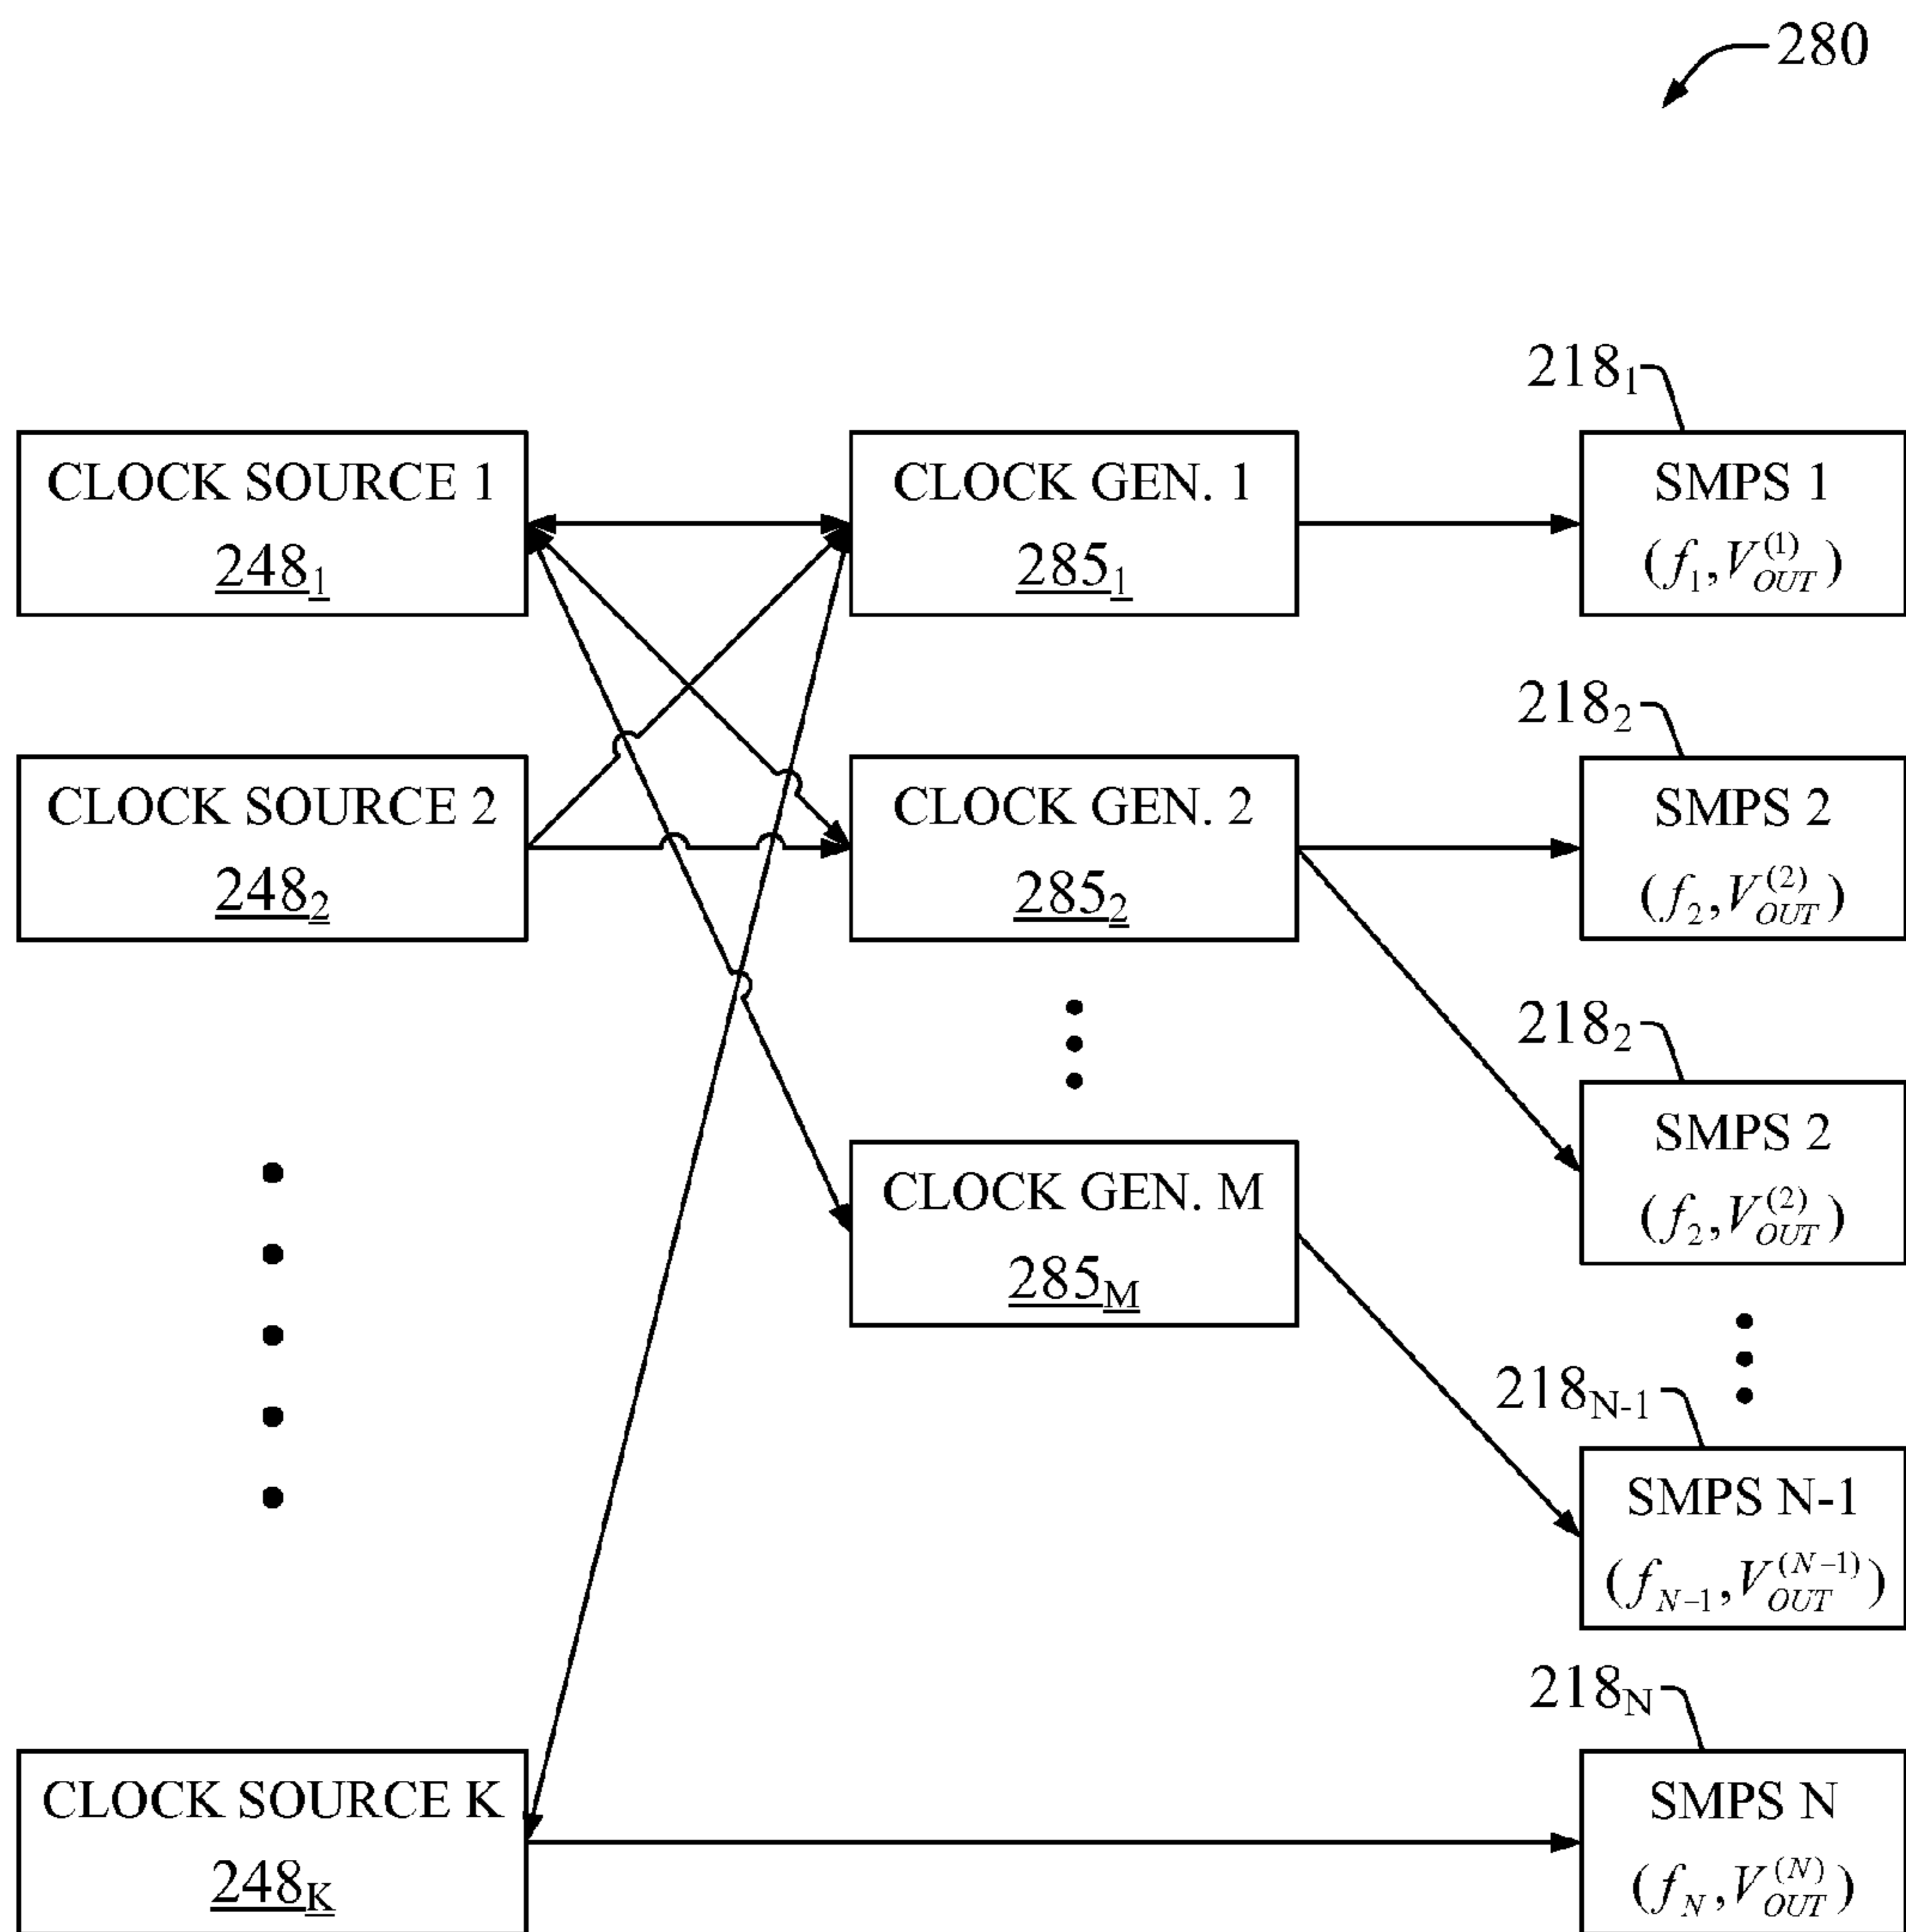 280
218₁
CLOCK SOURCE 1
248₁
CLOCK GEN. 1
285₁
SMPS 1
(f₁, V_OUT^(1))
218₂
CLOCK SOURCE 2
248₂
CLOCK GEN. 2
285₂
SMPS 2
(f₂, V_OUT^(2))
218₂
SMPS 2
(f₂, V_OUT^(2))
CLOCK GEN. M
285_M
218_N-1
SMPS N-1
(f_N-1, V_OUT^(N-1))
218_N
CLOCK SOURCE K
248_K
SMPS N
(f_N, V_OUT^(N))